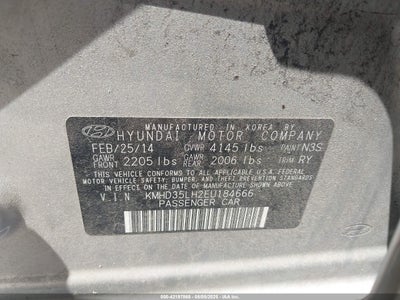 MANUFACTURED IN KOREA BY
HYUNDAI MOTOR COMPANY
FEB/25/14 GVWR 4145 lbs PAINT N3S
GAWR FRONT 2205 lbs GAWR REAR 2006 lbs TRIM RY
THIS VEHICLE CONFORMS TO ALL APPLICABLE U.S.A. FEDERAL
MOTOR VEHICLE SAFETY, BUMPER, AND THEFT PREVENTION
STANDARDS IN EFFECT ON THE DATE OF MANUFACTURE SHOWN ABOVE.
V.I.N. KMHD35LH2EU184666
PASSENGER CAR